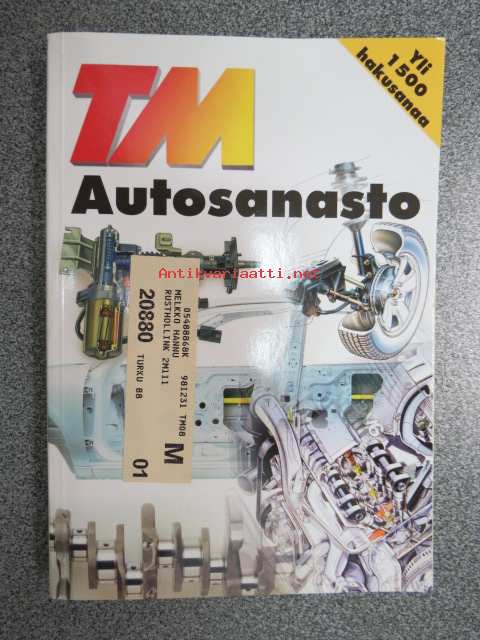 TM
Autosanasto
Yli
1500
hakusanaa
Antikvariaatti.net
05488868K 981231 TM08
MELKKO HANNU
RUSTHOLLINK 2M111 M
20880 TURKU 88 01